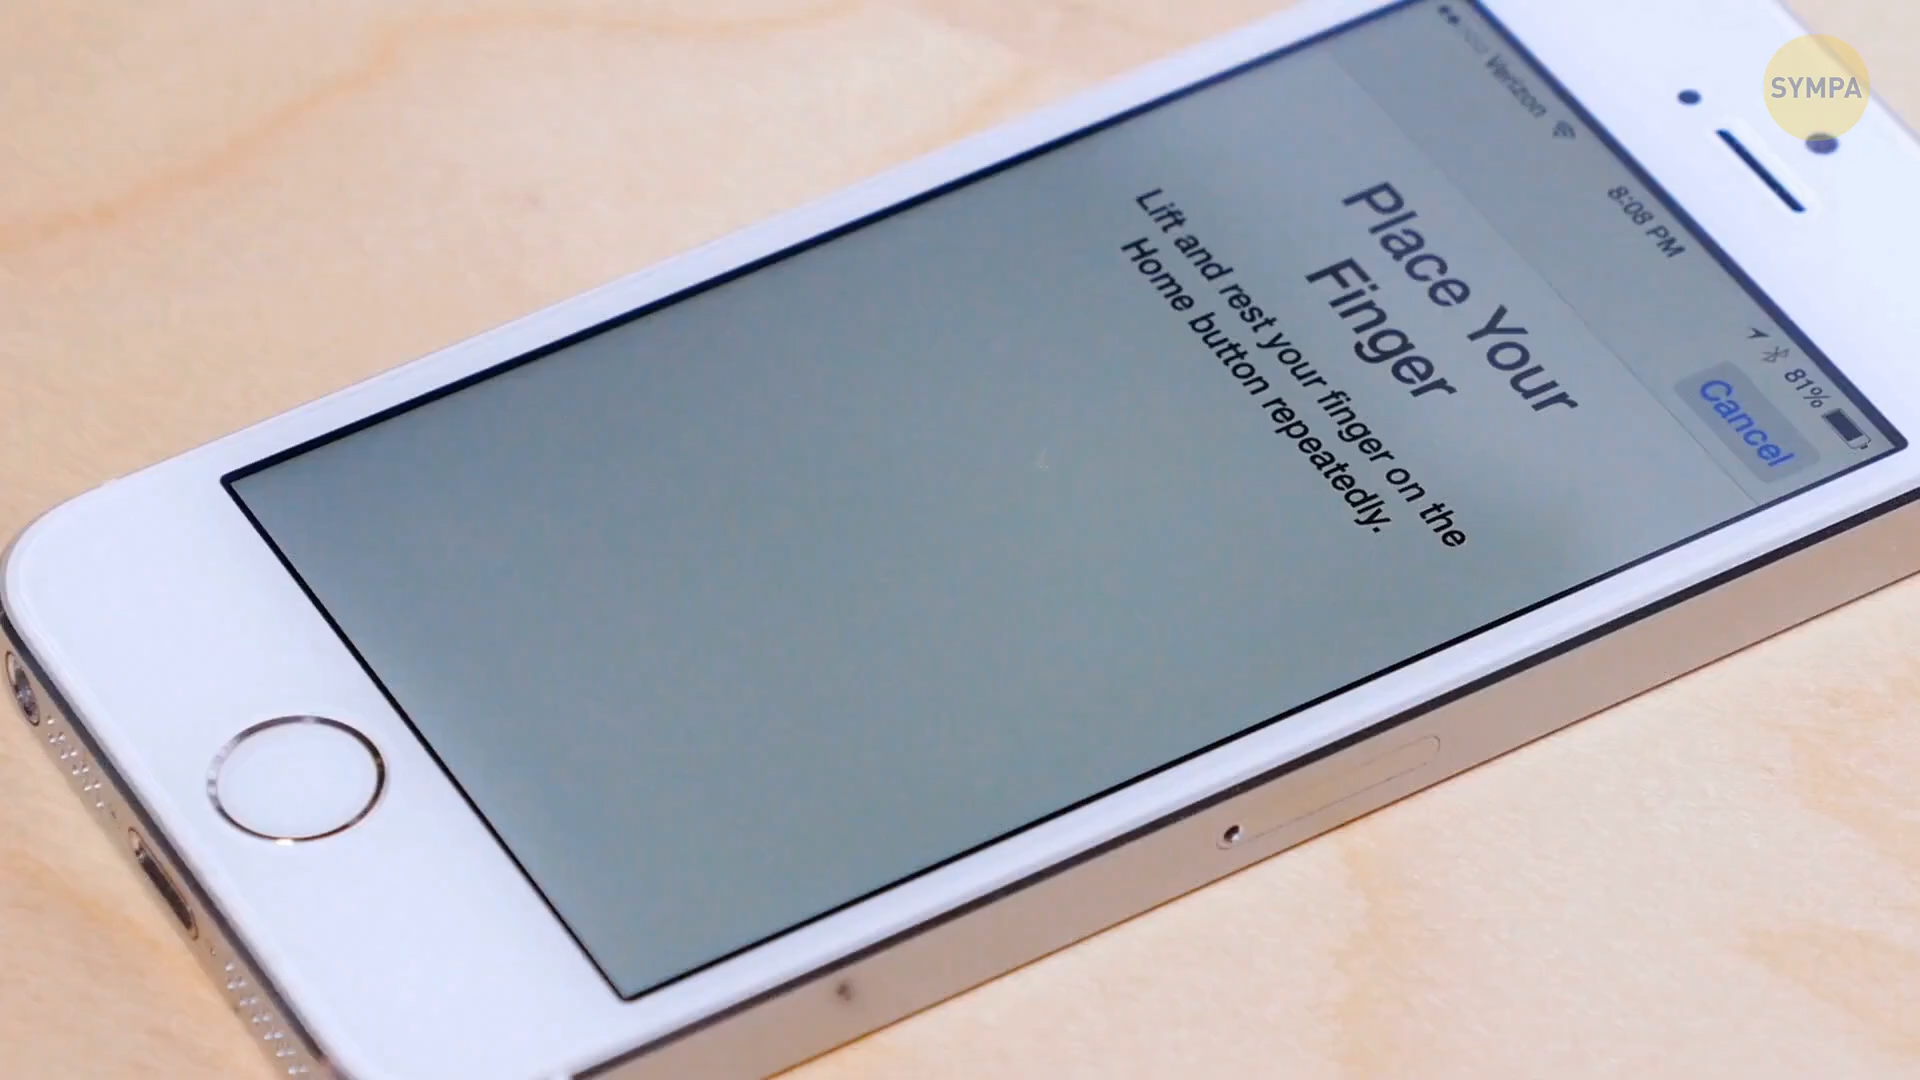 Verizon
8:08 PM
81%
Cancel
Place Your
Finger
Lift and rest your finger on the
Home button repeatedly.
SYMPA